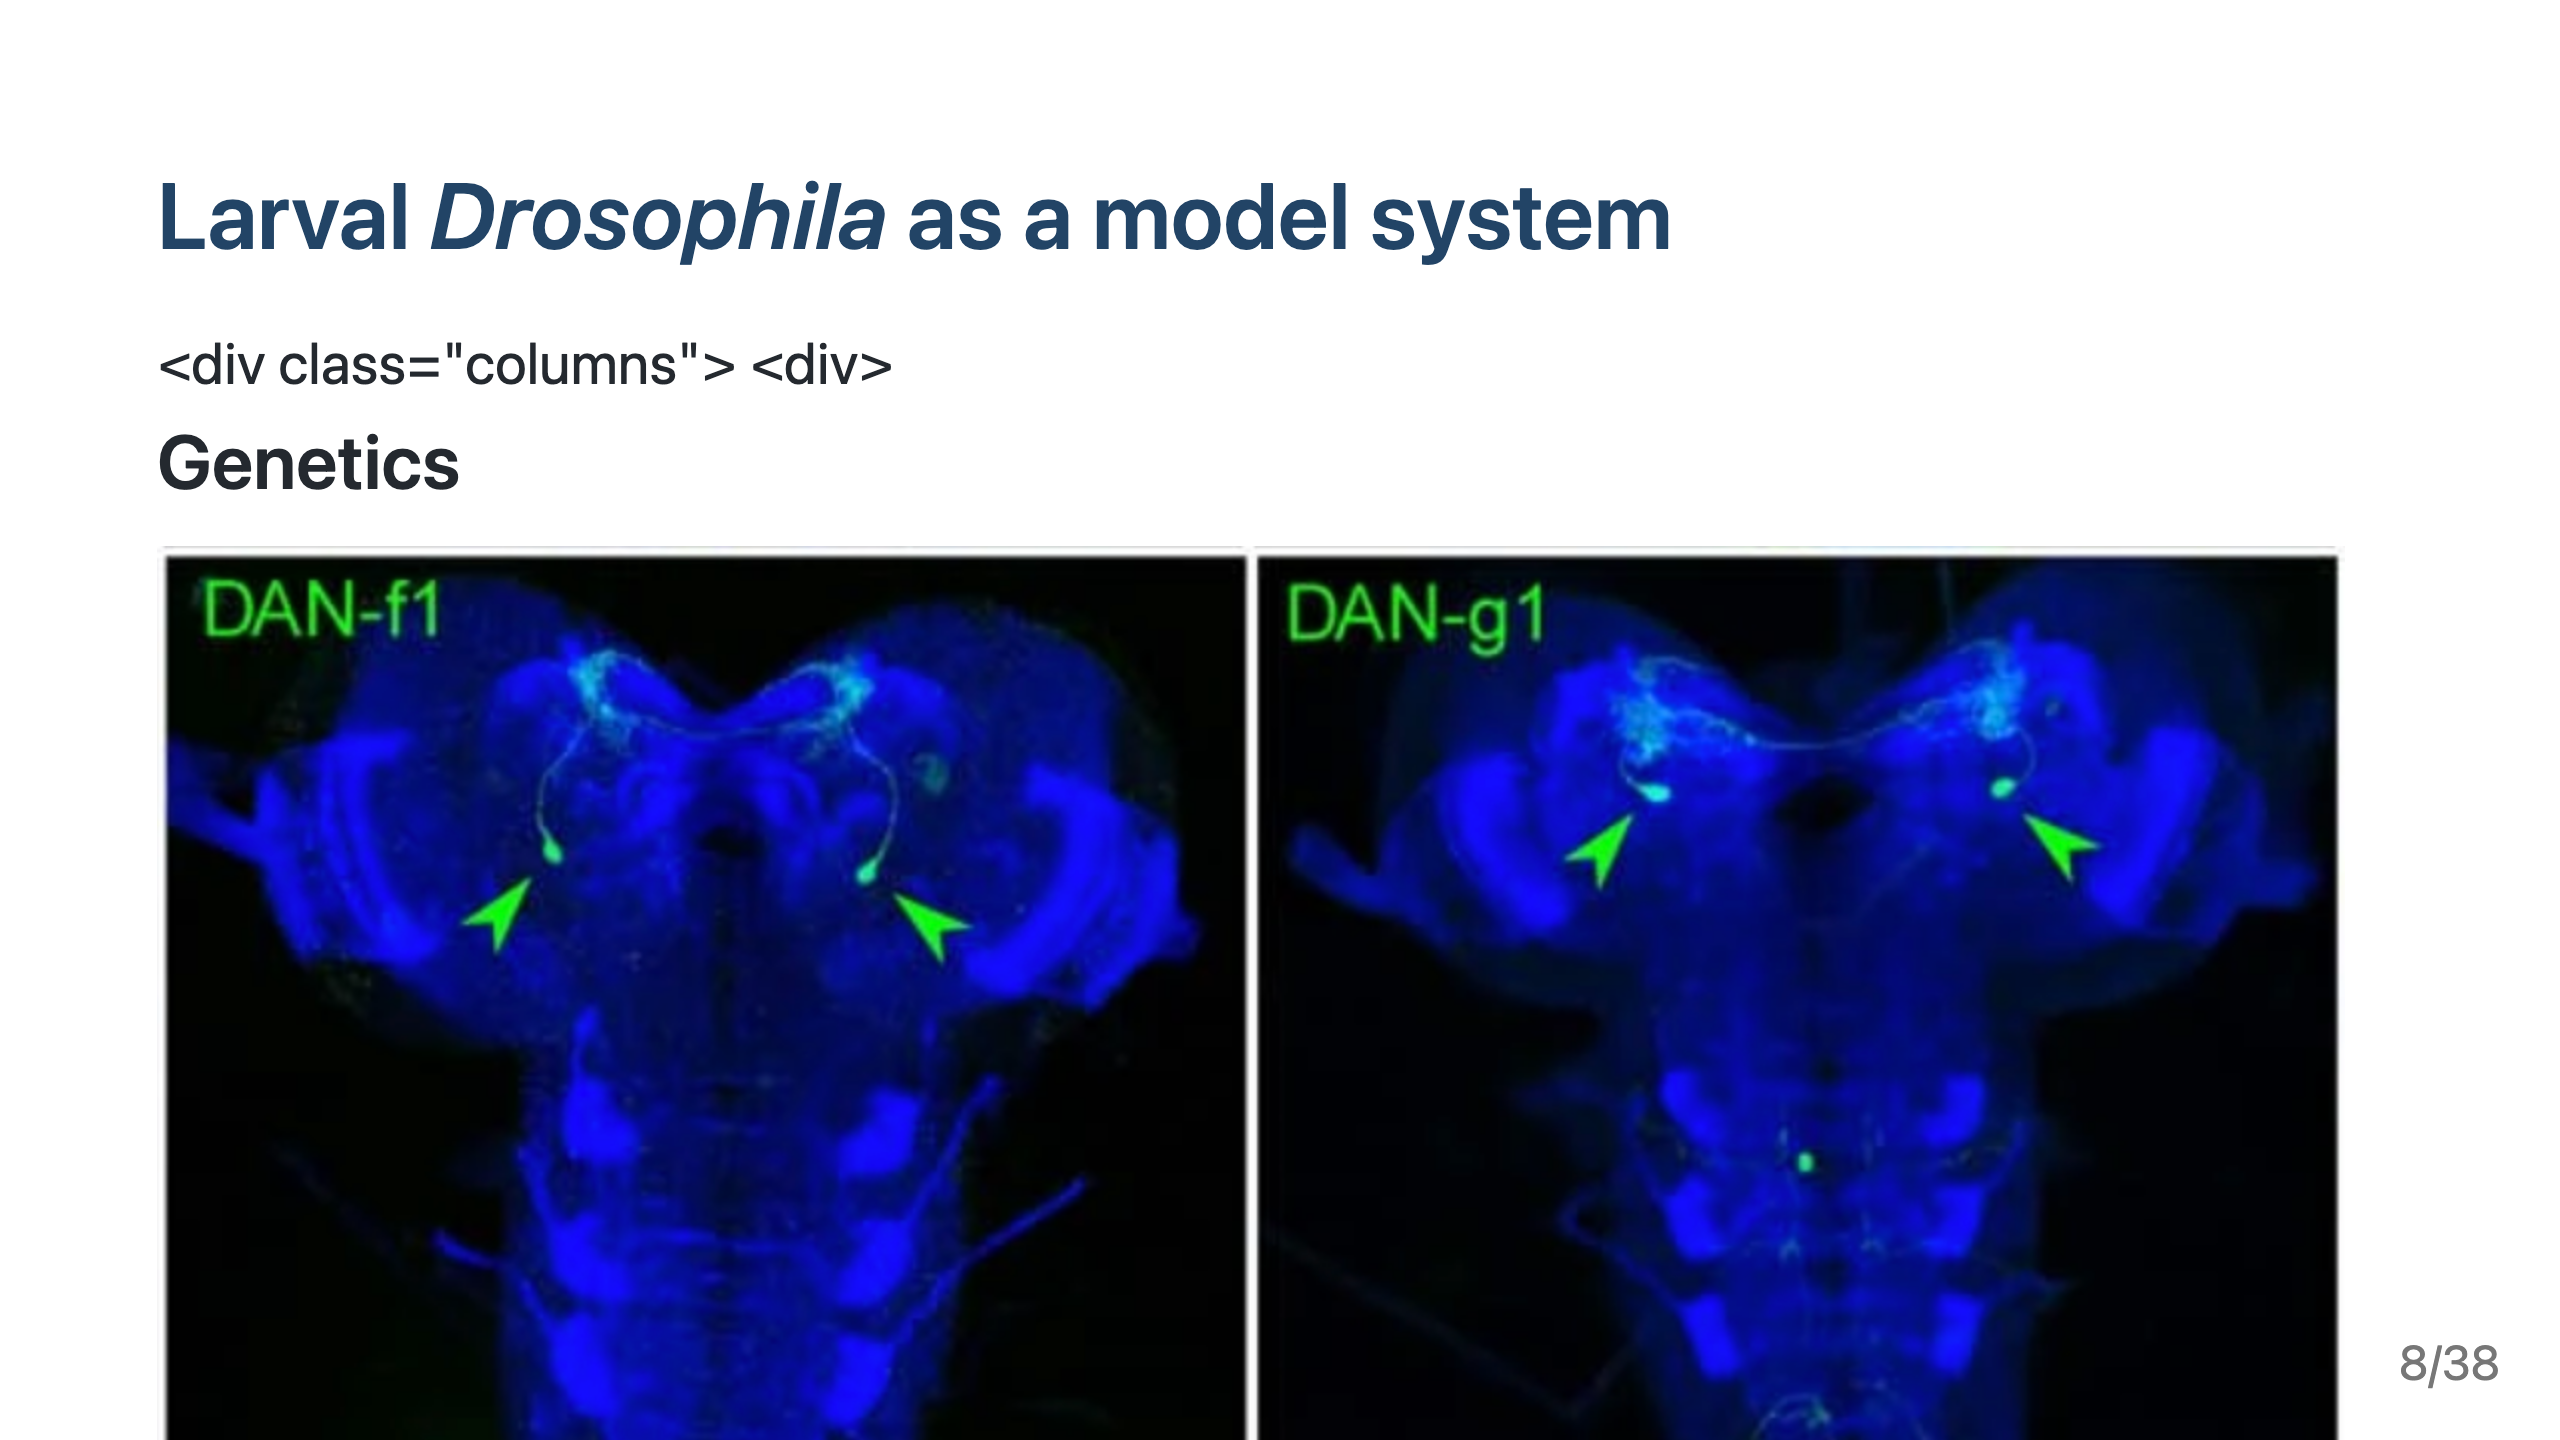 Larval Drosophila as a model system
<div class="columns"> <div>
Genetics
DAN-f1
DAN-g1
8/38